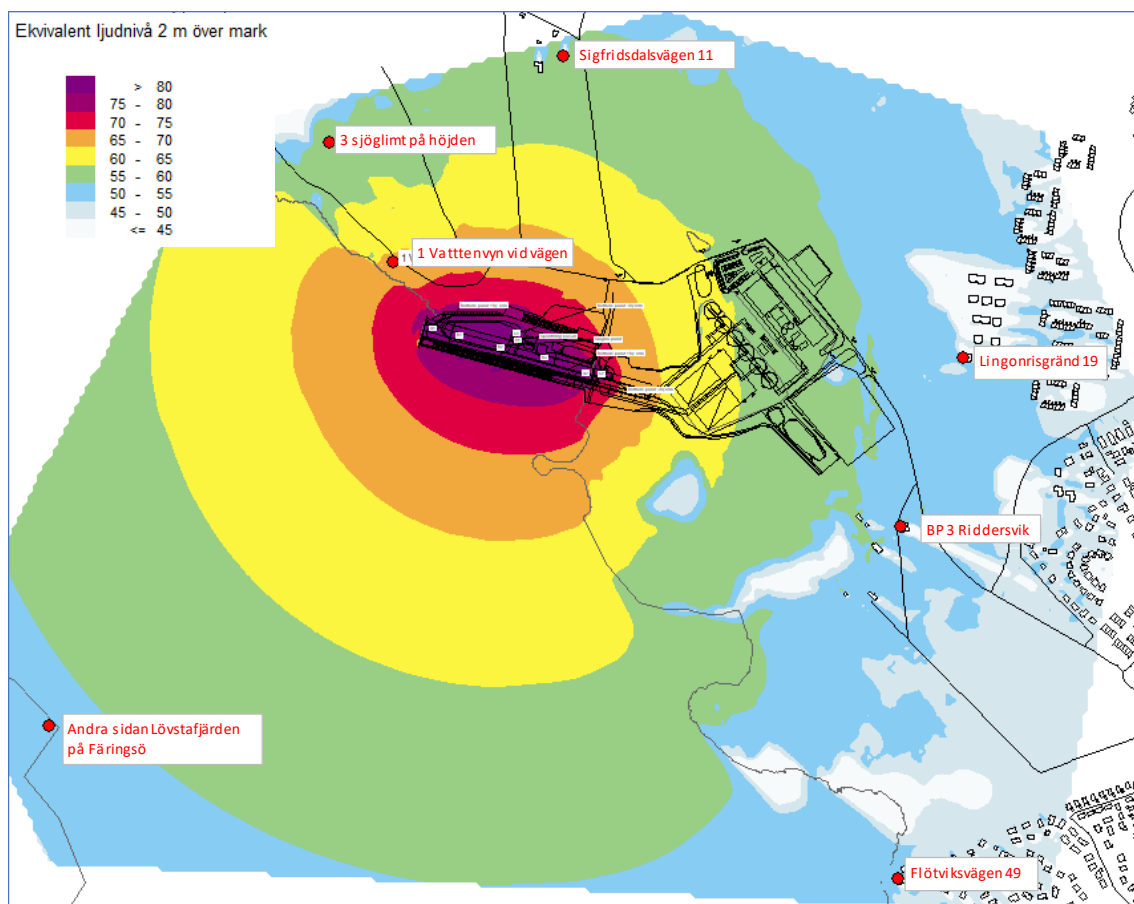 Ekvivalent ljudnivå 2 m över mark
> 80
75 - 80
70 - 75
65 - 70
60 - 65
55 - 60
50 - 55
45 - 50
<= 45
Sigfridsdalsvägen 11
3 sjöglimt på höjden
1 Vatttenvyn vid vägen
Lingonrisgränd 19
BP 3 Riddersvik
Andra sidan Lövstafjärden
på Färingsö
Flötviksvägen 49